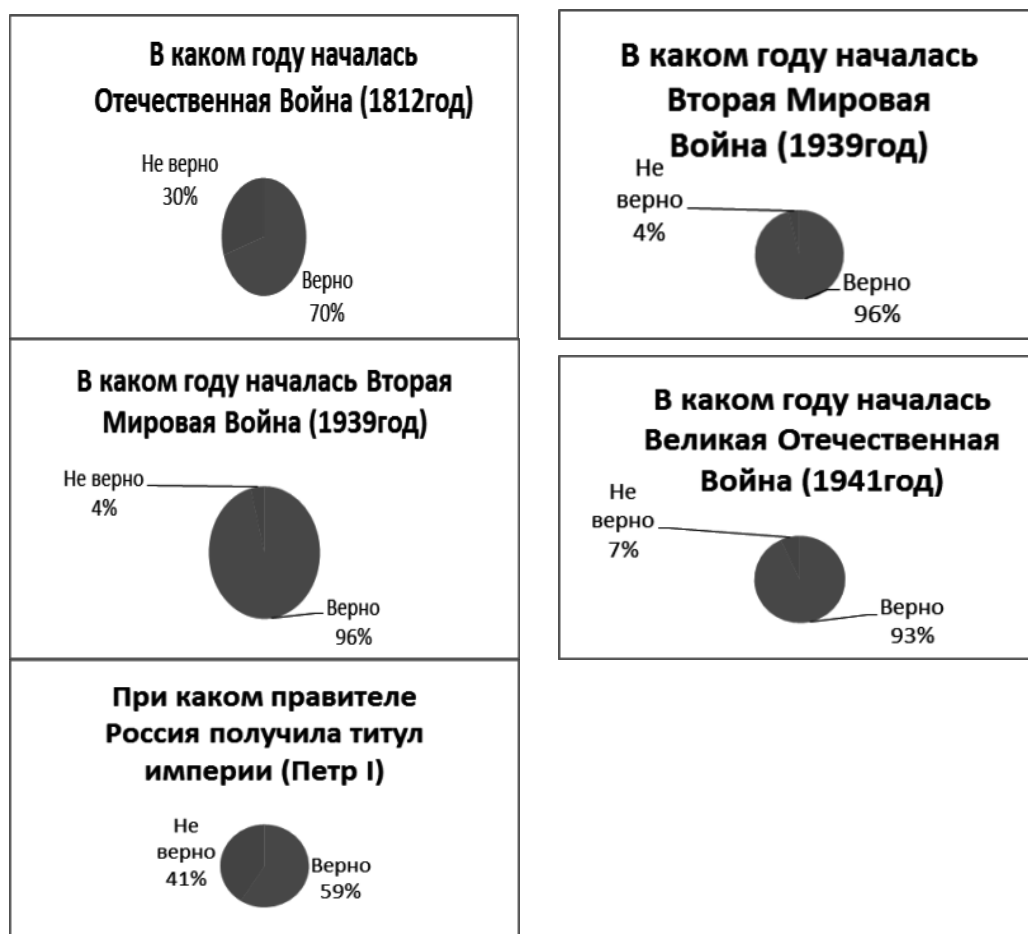 В каком году началась
Отечественная Война (1812год)
Не верно
30%
Верно
70%
В каком году началась
Вторая Мировая
Война (1939год)
Не
верно
4%
Верно
96%
В каком году началась Вторая
Мировая Война (1939год)
Не верно
4%
Верно
96%
В каком году началась
Великая Отечественная
Война (1941год)
Не
верно
7%
Верно
93%
При каком правителе
Россия получила титул
империи (Петр I)
Не
верно
41%
Верно
59%